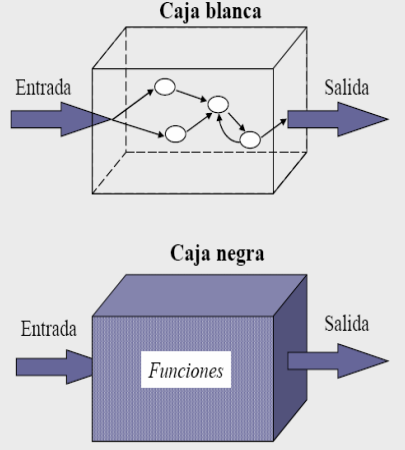 Caja blanca
Entrada
Salida
Caja negra
Entrada
Salida
Funciones